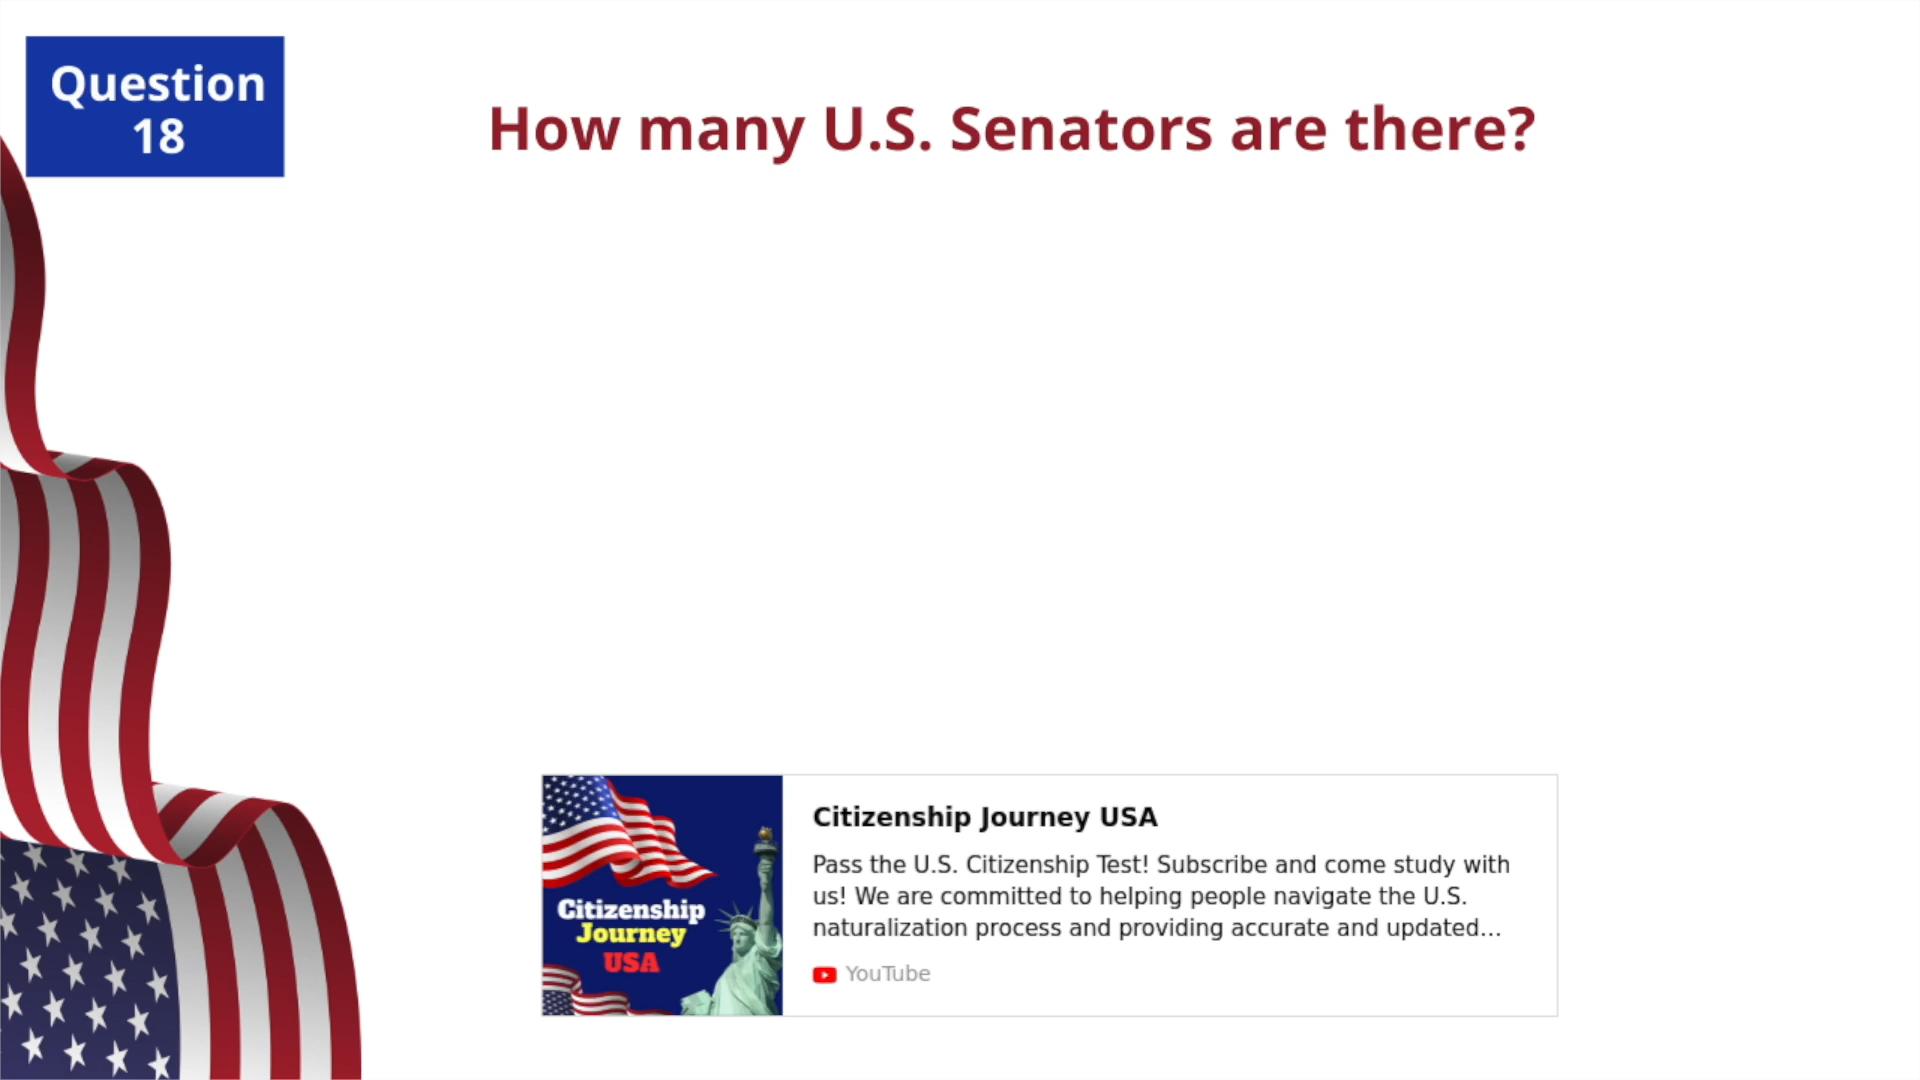 Question
18
How many U.S. Senators are there?
Citizenship
Journey
USA
Citizenship Journey USA
Pass the U.S. Citizenship Test! Subscribe and come study with
us! We are committed to helping people navigate the U.S.
naturalization process and providing accurate and updated...
YouTube